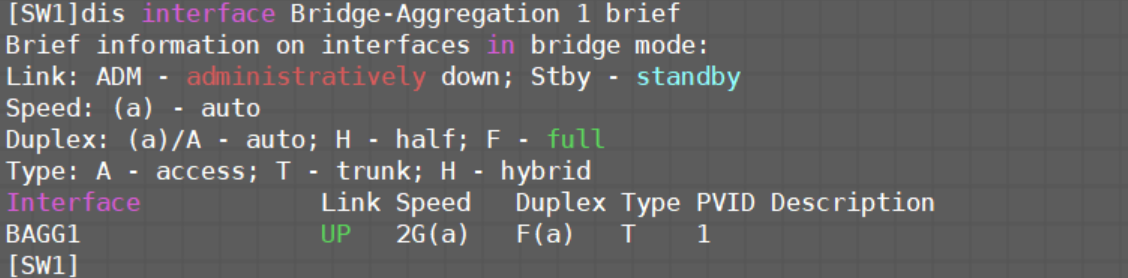 [SW1]dis interface Bridge-Aggregation 1 brief
Brief information on interfaces in bridge mode:
Link: ADM - administratively down; Stby - standby
Speed: (a) - auto
Duplex: (a)/A - auto; H - half; F - full
Type: A - access; T - trunk; H - hybrid
Interface            Link Speed   Duplex Type PVID Description
BAGG1                UP   2G(a)   F(a)   T    1
[SW1]